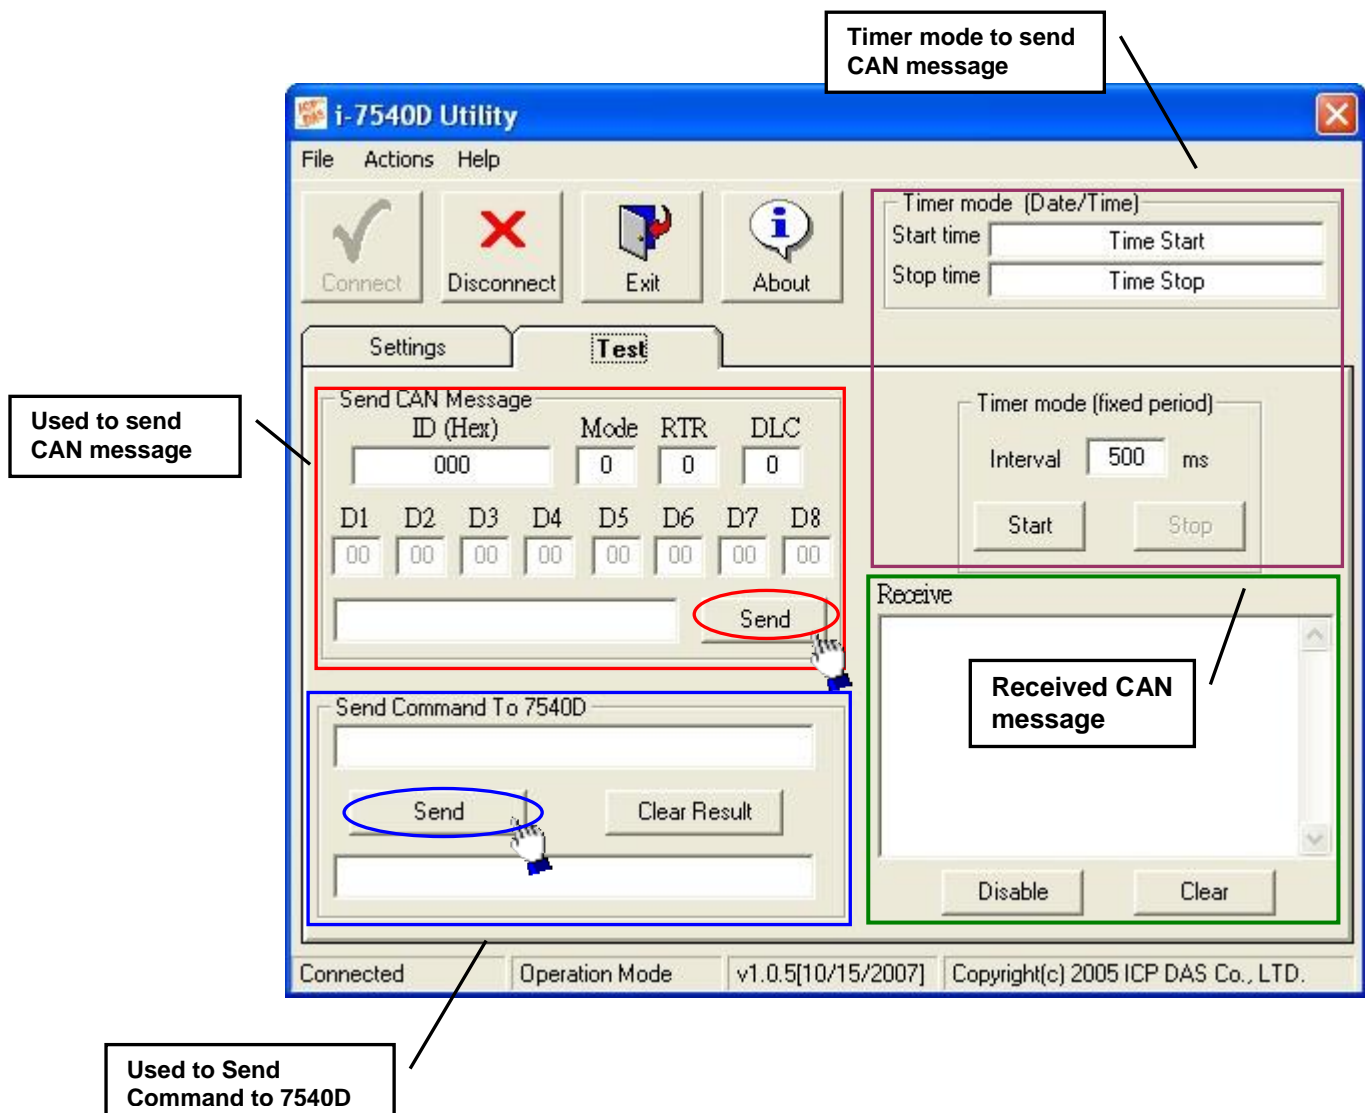 Timer mode to send
CAN message
ICP
DAS
i-7540D Utility
File Actions Help
Connect Disconnect Exit About
Timer mode (Date/Time)
Start time Time Start
Stop time Time Stop
Settings Test
Used to send
CAN message
Send CAN Message
ID (Hex) Mode RTR DLC
000 0 0 0
D1 D2 D3 D4 D5 D6 D7 D8
00 00 00 00 00 00 00 00
Send
Timer mode (fixed period)
Interval 500 ms
Start Stop
Receive
Received CAN
message
Disable Clear
Send Command To 7540D
Send Clear Result
Connected Operation Mode v1.0.5[10/15/2007] Copyright(c) 2005 ICP DAS Co., LTD.
Used to Send
Command to 7540D